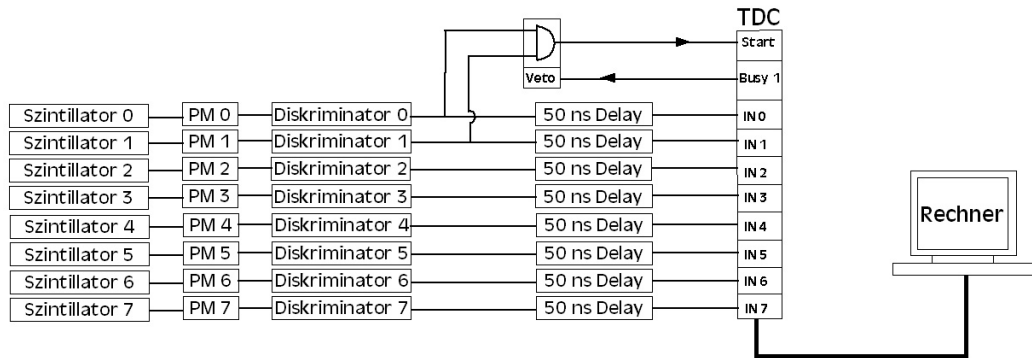 TDC
Start
Veto
Busy 1
Szintillator 0 PM 0 Diskriminator 0 50 ns Delay IN 0
Szintillator 1 PM 1 Diskriminator 1 50 ns Delay IN 1
Szintillator 2 PM 2 Diskriminator 2 50 ns Delay IN 2
Szintillator 3 PM 3 Diskriminator 3 50 ns Delay IN 3
Szintillator 4 PM 4 Diskriminator 4 50 ns Delay IN 4
Szintillator 5 PM 5 Diskriminator 5 50 ns Delay IN 5
Szintillator 6 PM 6 Diskriminator 6 50 ns Delay IN 6
Szintillator 7 PM 7 Diskriminator 7 50 ns Delay IN 7
Rechner